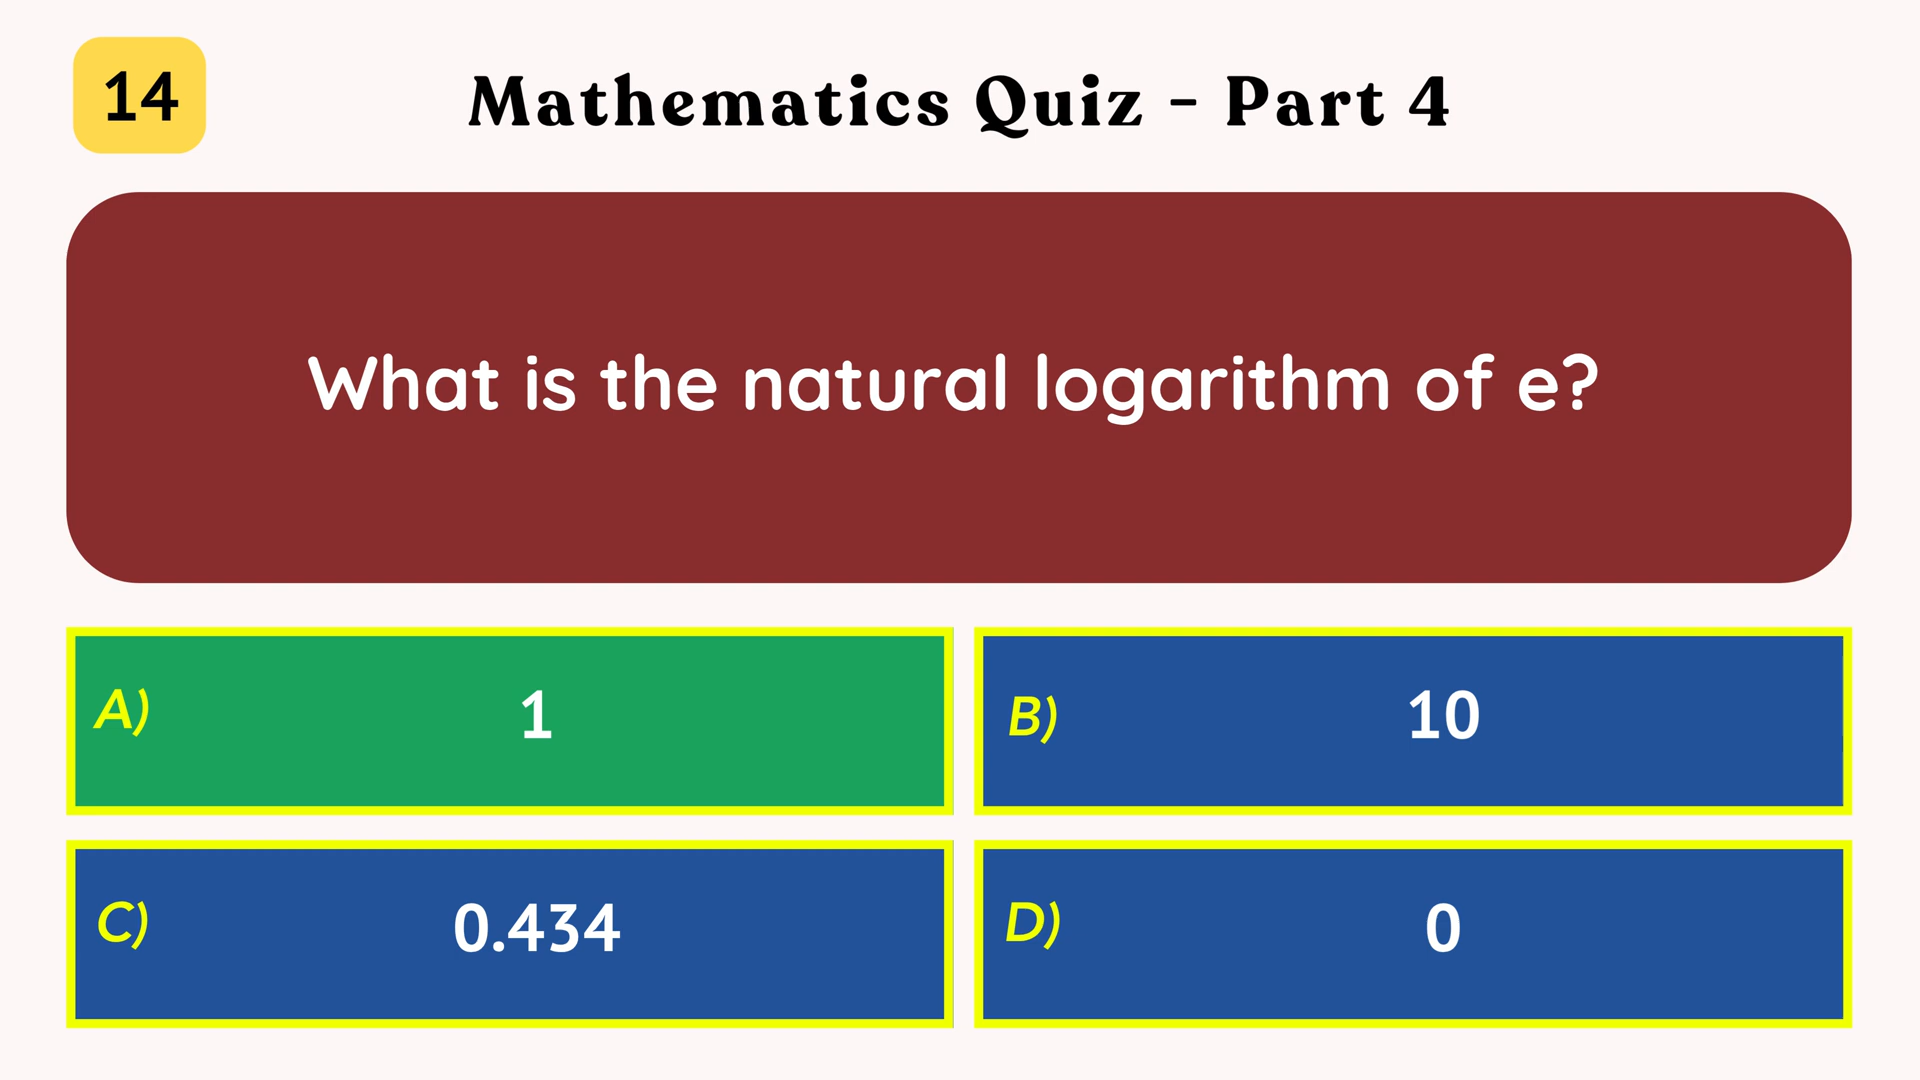 14
Mathematics Quiz - Part 4
What is the natural logarithm of e?
A) 1
B) 10
C) 0.434
D) 0